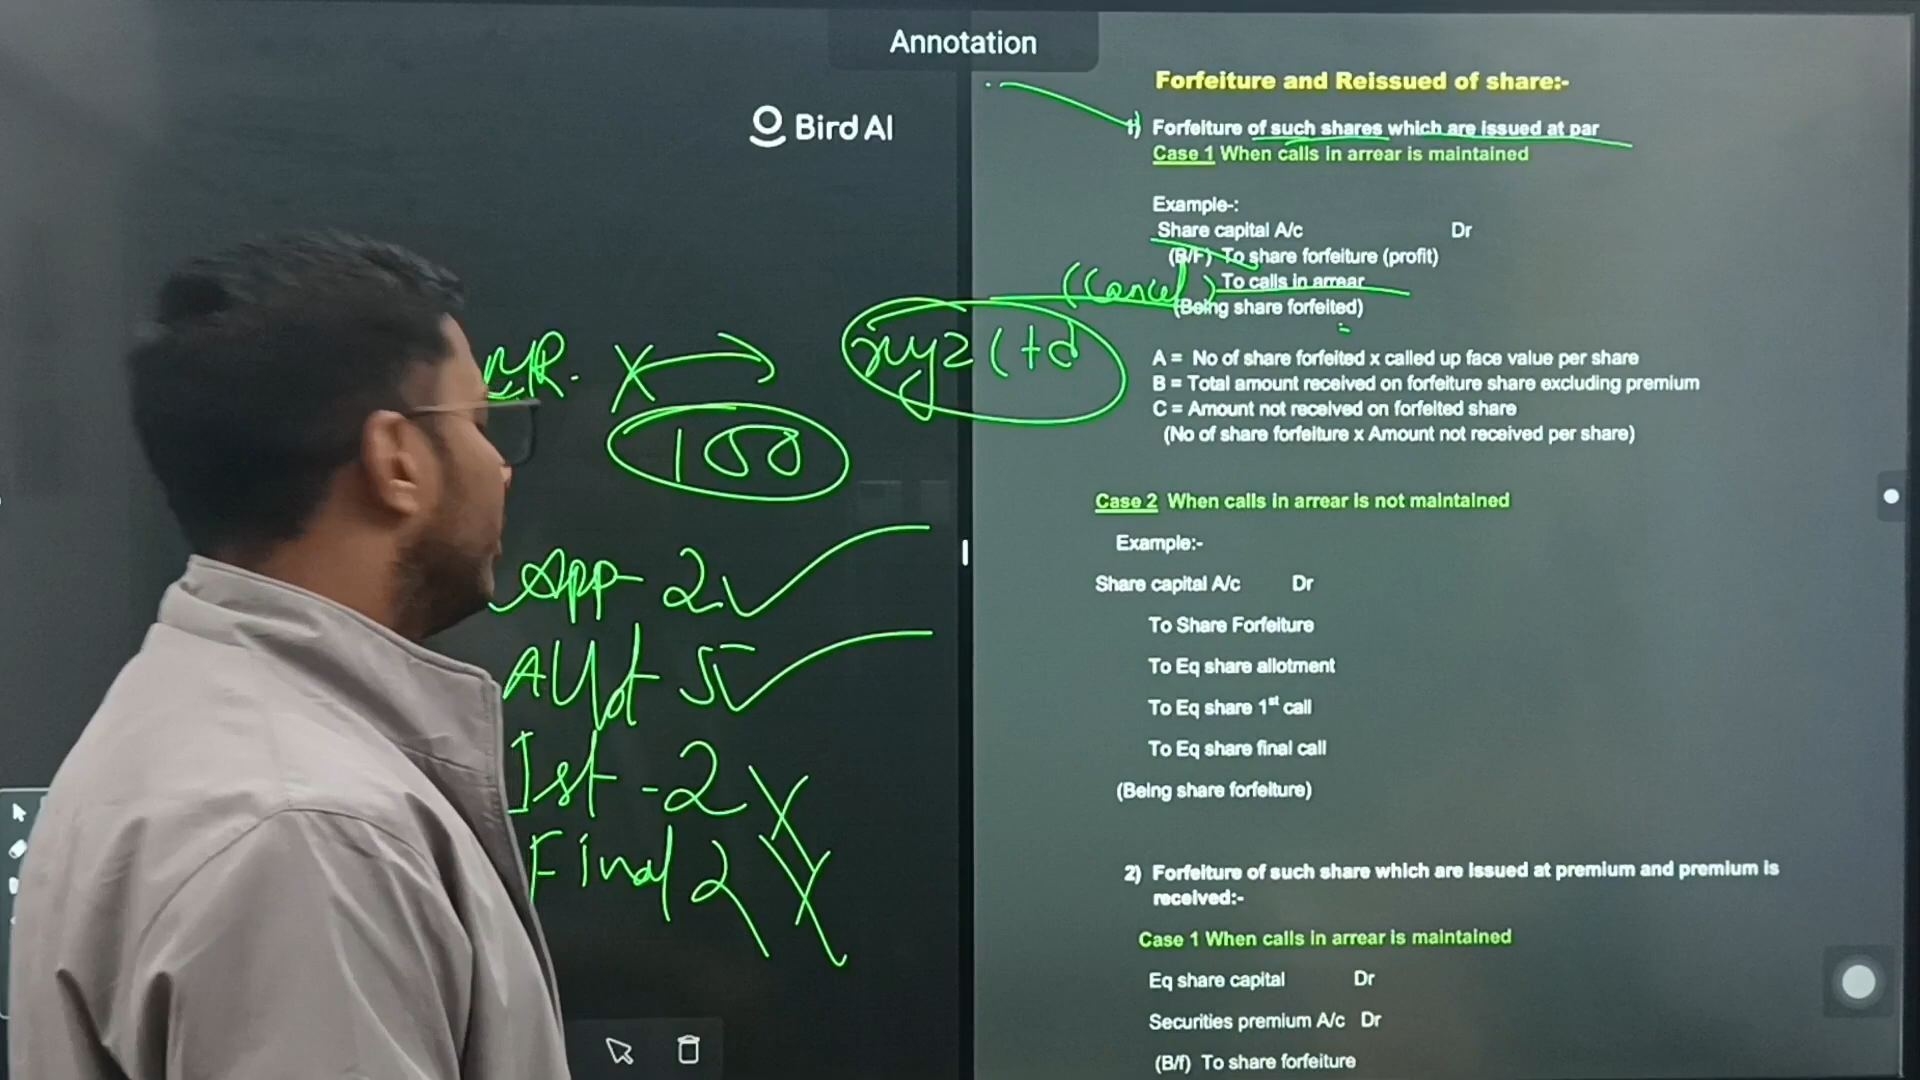 Annotation
Bird AI
MR. X → xyz Ltd
100
App - 2 ✓
Allot 5 ✓
Ist - 2 X
Final 2 X
Forfeiture and Reissued of share:-
1) Forfeiture of such shares which are issued at par
Case 1 When calls in arrear is maintained
Example-:
Share capital A/c Dr
(B/F) To share forfeiture (profit)
(Cancel) To calls in arrear
(Being share forfeited)
A = No of share forfeited x called up face value per share
B = Total amount received on forfeiture share excluding premium
C = Amount not received on forfeited share
(No of share forfeiture x Amount not received per share)
Case 2 When calls in arrear is not maintained
Example:-
Share capital A/c Dr
To Share Forfeiture
To Eq share allotment
To Eq share 1st call
To Eq share final call
(Being share forfeiture)
2) Forfeiture of such share which are issued at premium and premium is
received:-
Case 1 When calls in arrear is maintained
Eq share capital Dr
Securities premium A/c Dr
(B/f) To share forfeiture